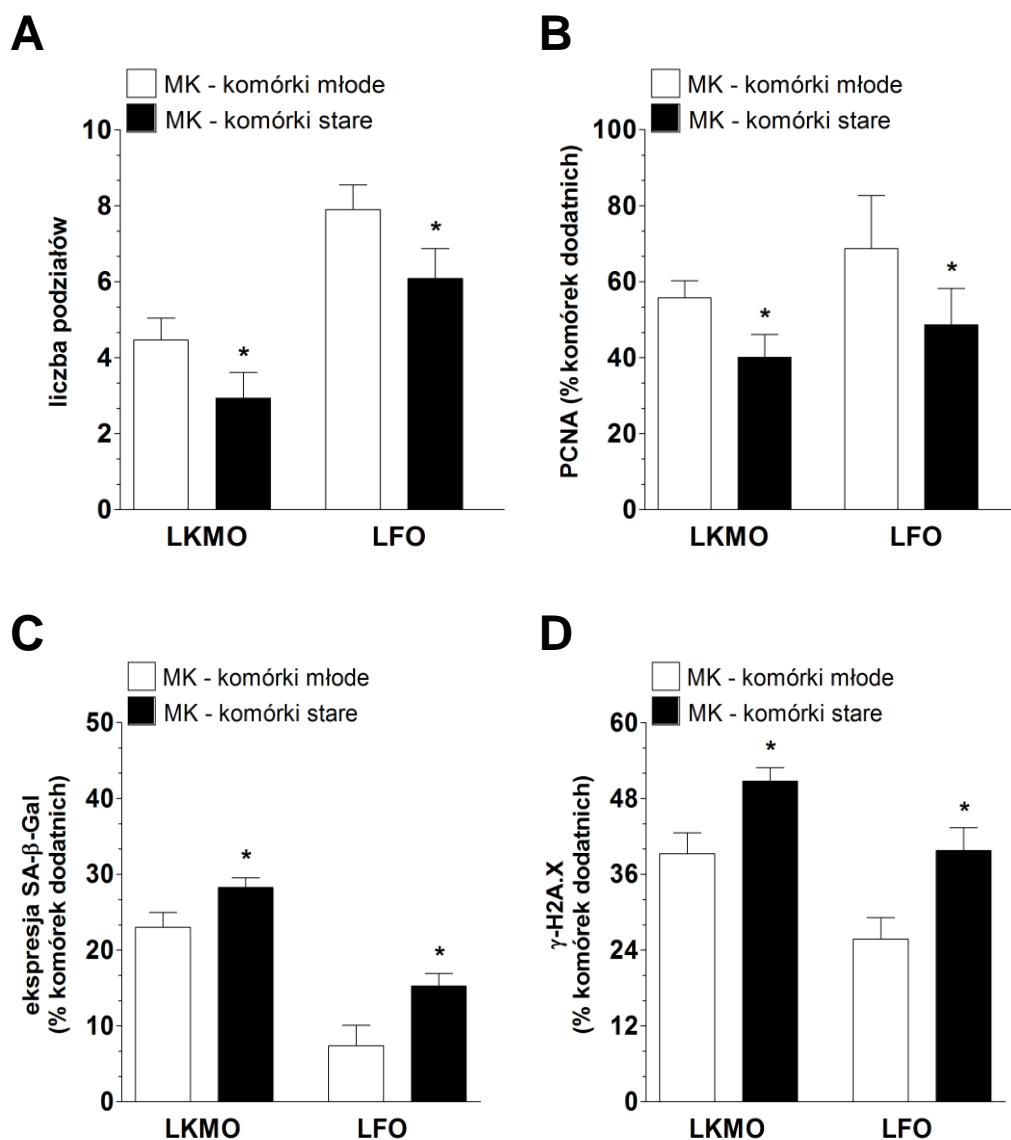 A
MK - komórki młode
MK - komórki stare
liczba podziałów
10
8
6
4
2
0
*
*
LKMO
LFO
B
MK - komórki młode
MK - komórki stare
PCNA (% komórek dodatnich)
100
80
60
40
20
0
*
*
LKMO
LFO
C
MK - komórki młode
MK - komórki stare
ekspresja SA-β-Gal
(% komórek dodatnich)
50
40
30
20
10
0
*
*
LKMO
LFO
D
MK - komórki młode
MK - komórki stare
γ-H2A.X
(% komórek dodatnich)
60
48
36
24
12
0
*
*
LKMO
LFO